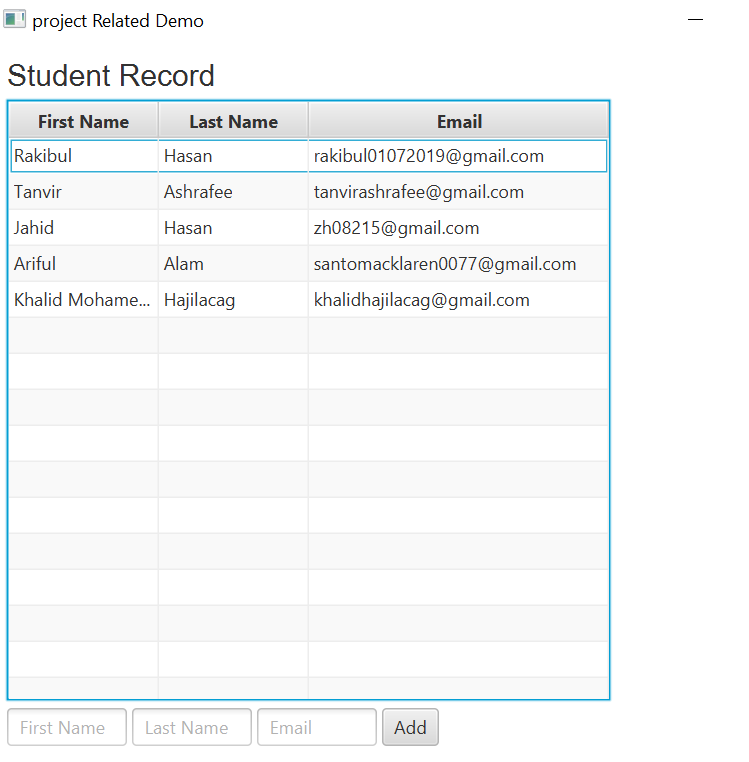 project Related Demo
Student Record
First Name Last Name Email
Rakibul Hasan rakibul01072019@gmail.com
Tanvir Ashrafee tanvirashrafee@gmail.com
Jahid Hasan zh08215@gmail.com
Ariful Alam santomacklaren0077@gmail.com
Khalid Mohame... Hajilacag khalidhajilacag@gmail.com
First Name Last Name Email Add